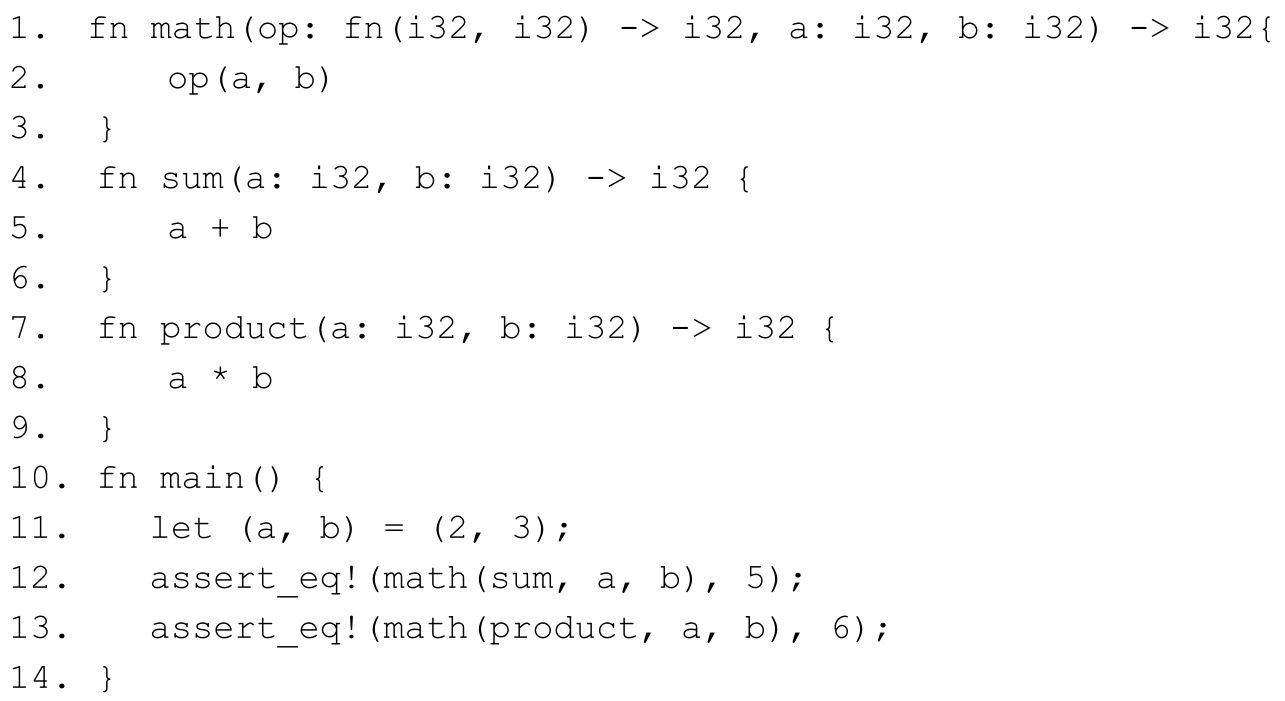 1.  fn math(op: fn(i32, i32) -> i32, a: i32, b: i32) -> i32{
2.      op(a, b)
3.  }
4.  fn sum(a: i32, b: i32) -> i32 {
5.      a + b
6.  }
7.  fn product(a: i32, b: i32) -> i32 {
8.      a * b
9.  }
10. fn main() {
11.    let (a, b) = (2, 3);
12.    assert_eq!(math(sum, a, b), 5);
13.    assert_eq!(math(product, a, b), 6);
14. }